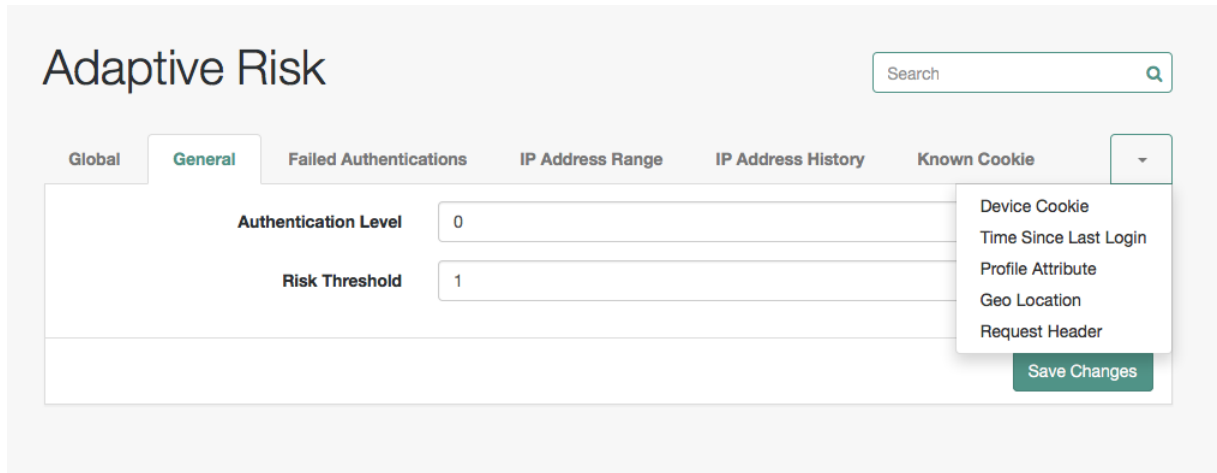 Adaptive Risk
Search
Global General Failed Authentications IP Address Range IP Address History Known Cookie
Authentication Level 0
Risk Threshold 1
Device Cookie
Time Since Last Login
Profile Attribute
Geo Location
Request Header
Save Changes